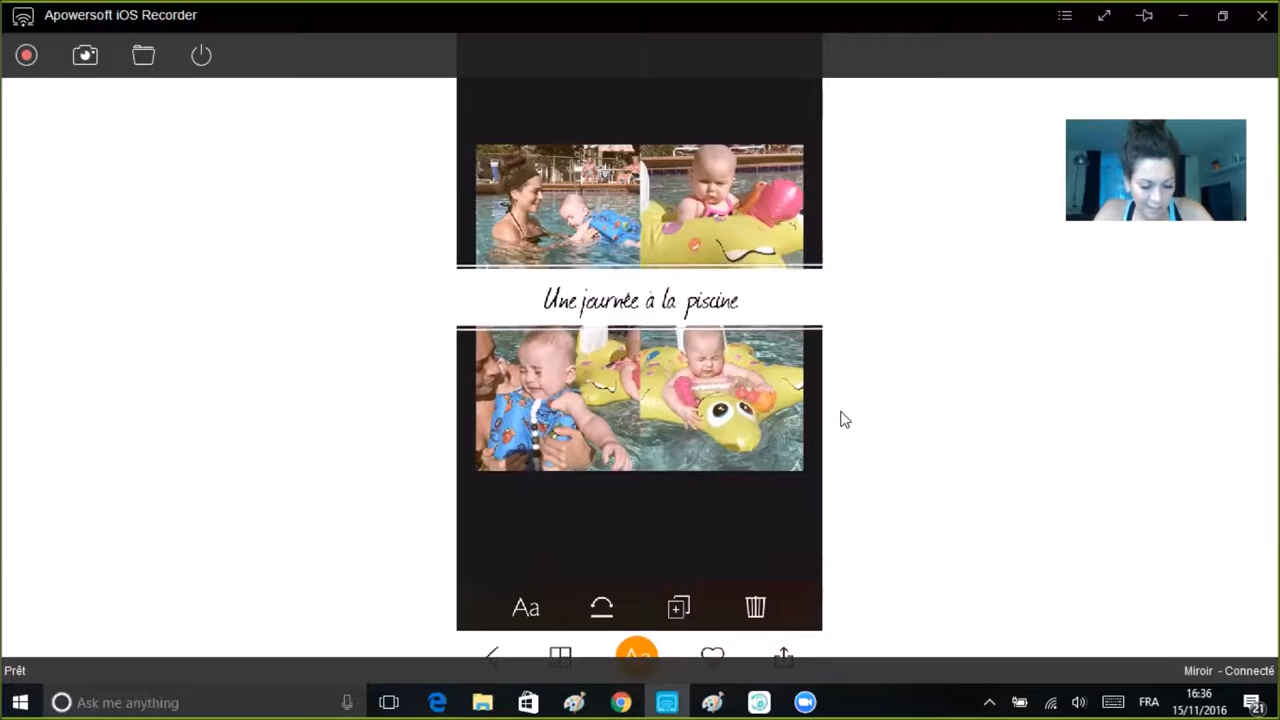 Apowersoft iOS Recorder
Une journée à la piscine
Aa
Aa
Prêt
Miroir - Connecté
Ask me anything
FRA
16:36
15/11/2016
21